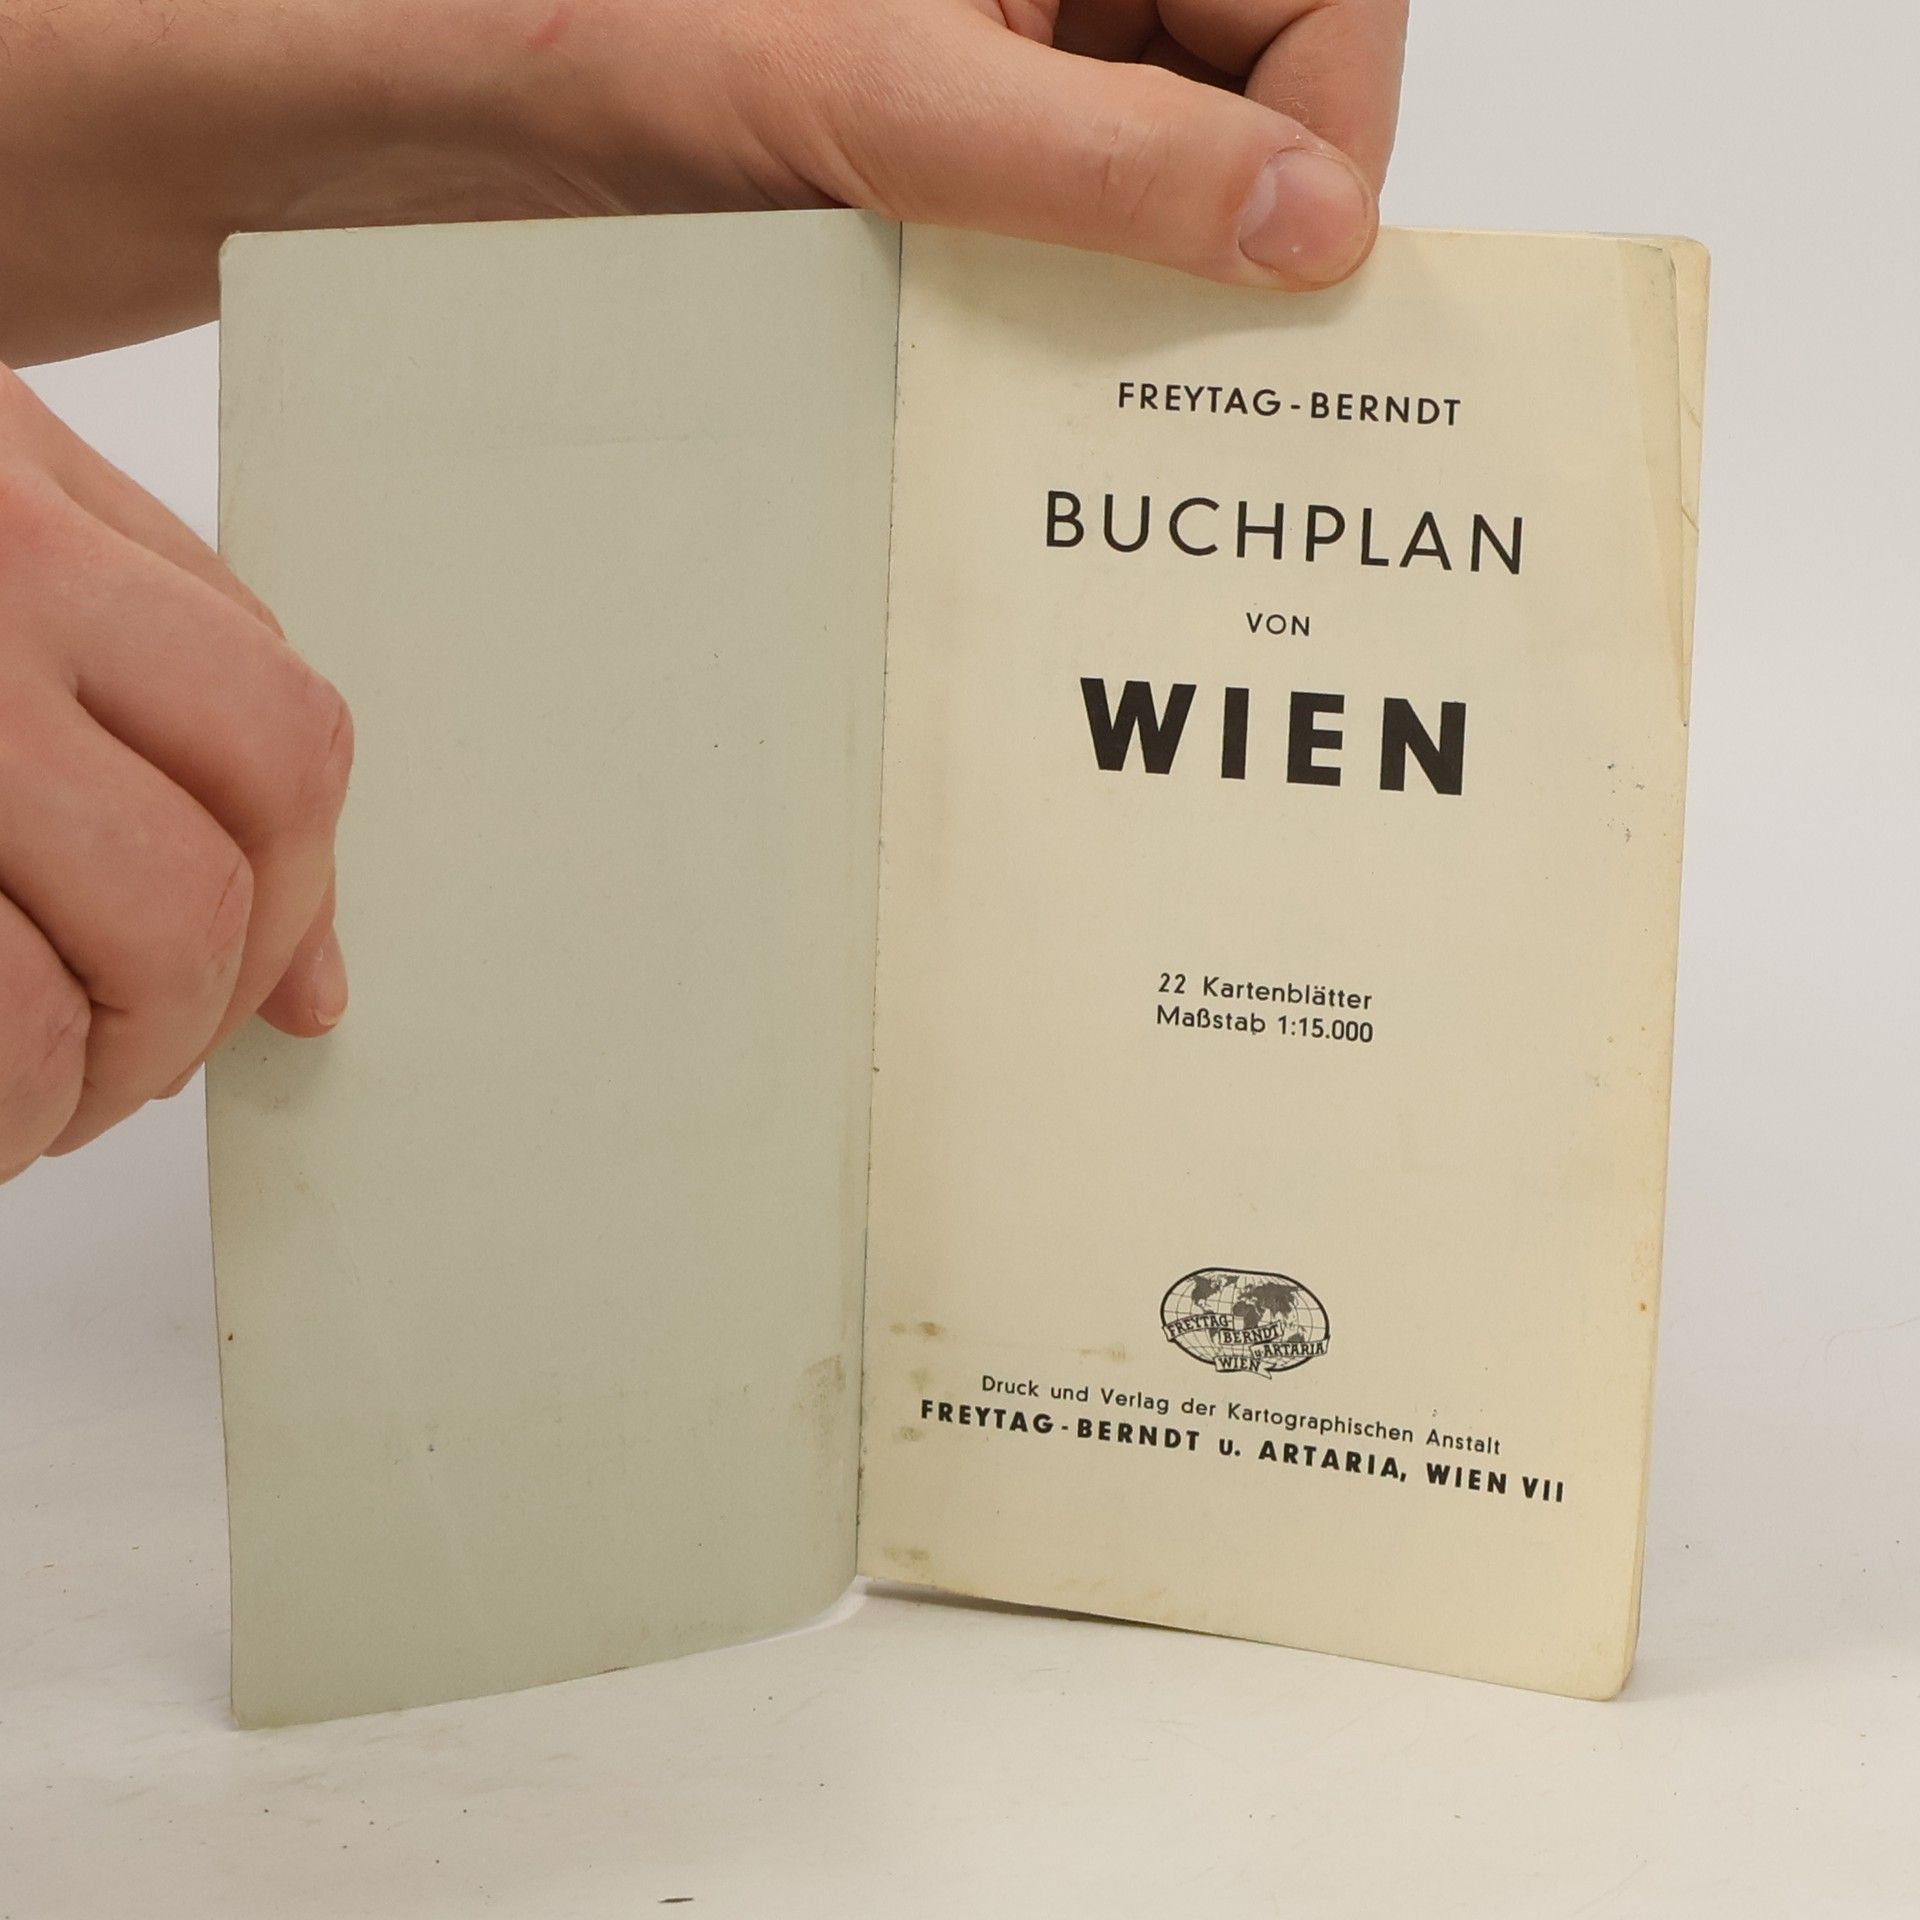 FREYTAG-BERNDT
BUCHPLAN
VON
WIEN
22 Kartenblätter
Maßstab 1:15.000
FREYTAG-
BERNDT
u. ARTARIA
WIEN
Druck und Verlag der Kartographischen Anstalt
FREYTAG-BERNDT u. ARTARIA, WIEN VII